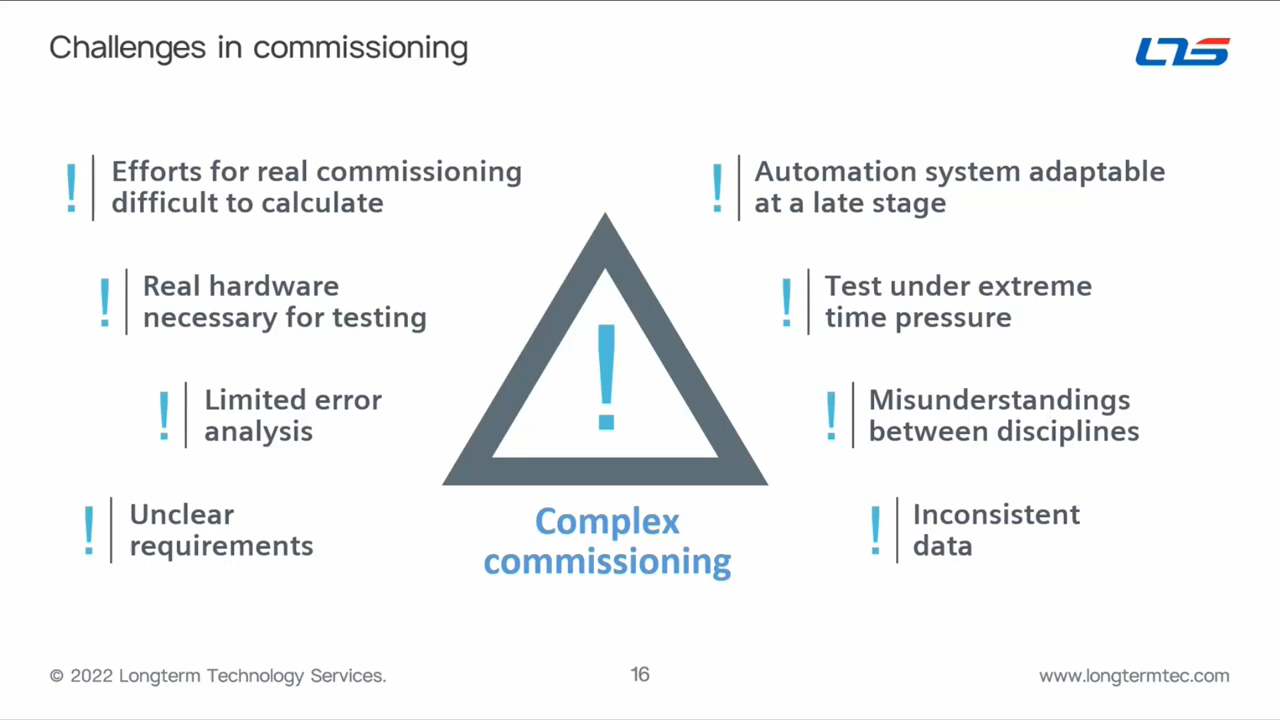 Challenges in commissioning
LTS
! Efforts for real commissioning
difficult to calculate
! Real hardware
necessary for testing
! Limited error
analysis
! Unclear
requirements
!
Complex
commissioning
! Automation system adaptable
at a late stage
! Test under extreme
time pressure
! Misunderstandings
between disciplines
! Inconsistent
data
© 2022 Longterm Technology Services.
16
www.longtermtec.com